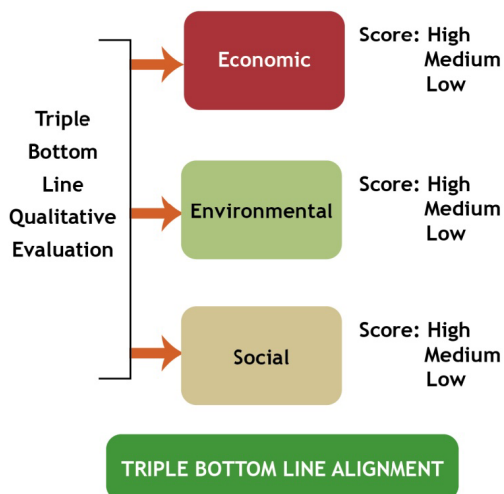 Triple
Bottom
Line
Qualitative
Evaluation
Economic
Score: High
Medium
Low
Environmental
Score: High
Medium
Low
Social
Score: High
Medium
Low
TRIPLE BOTTOM LINE ALIGNMENT